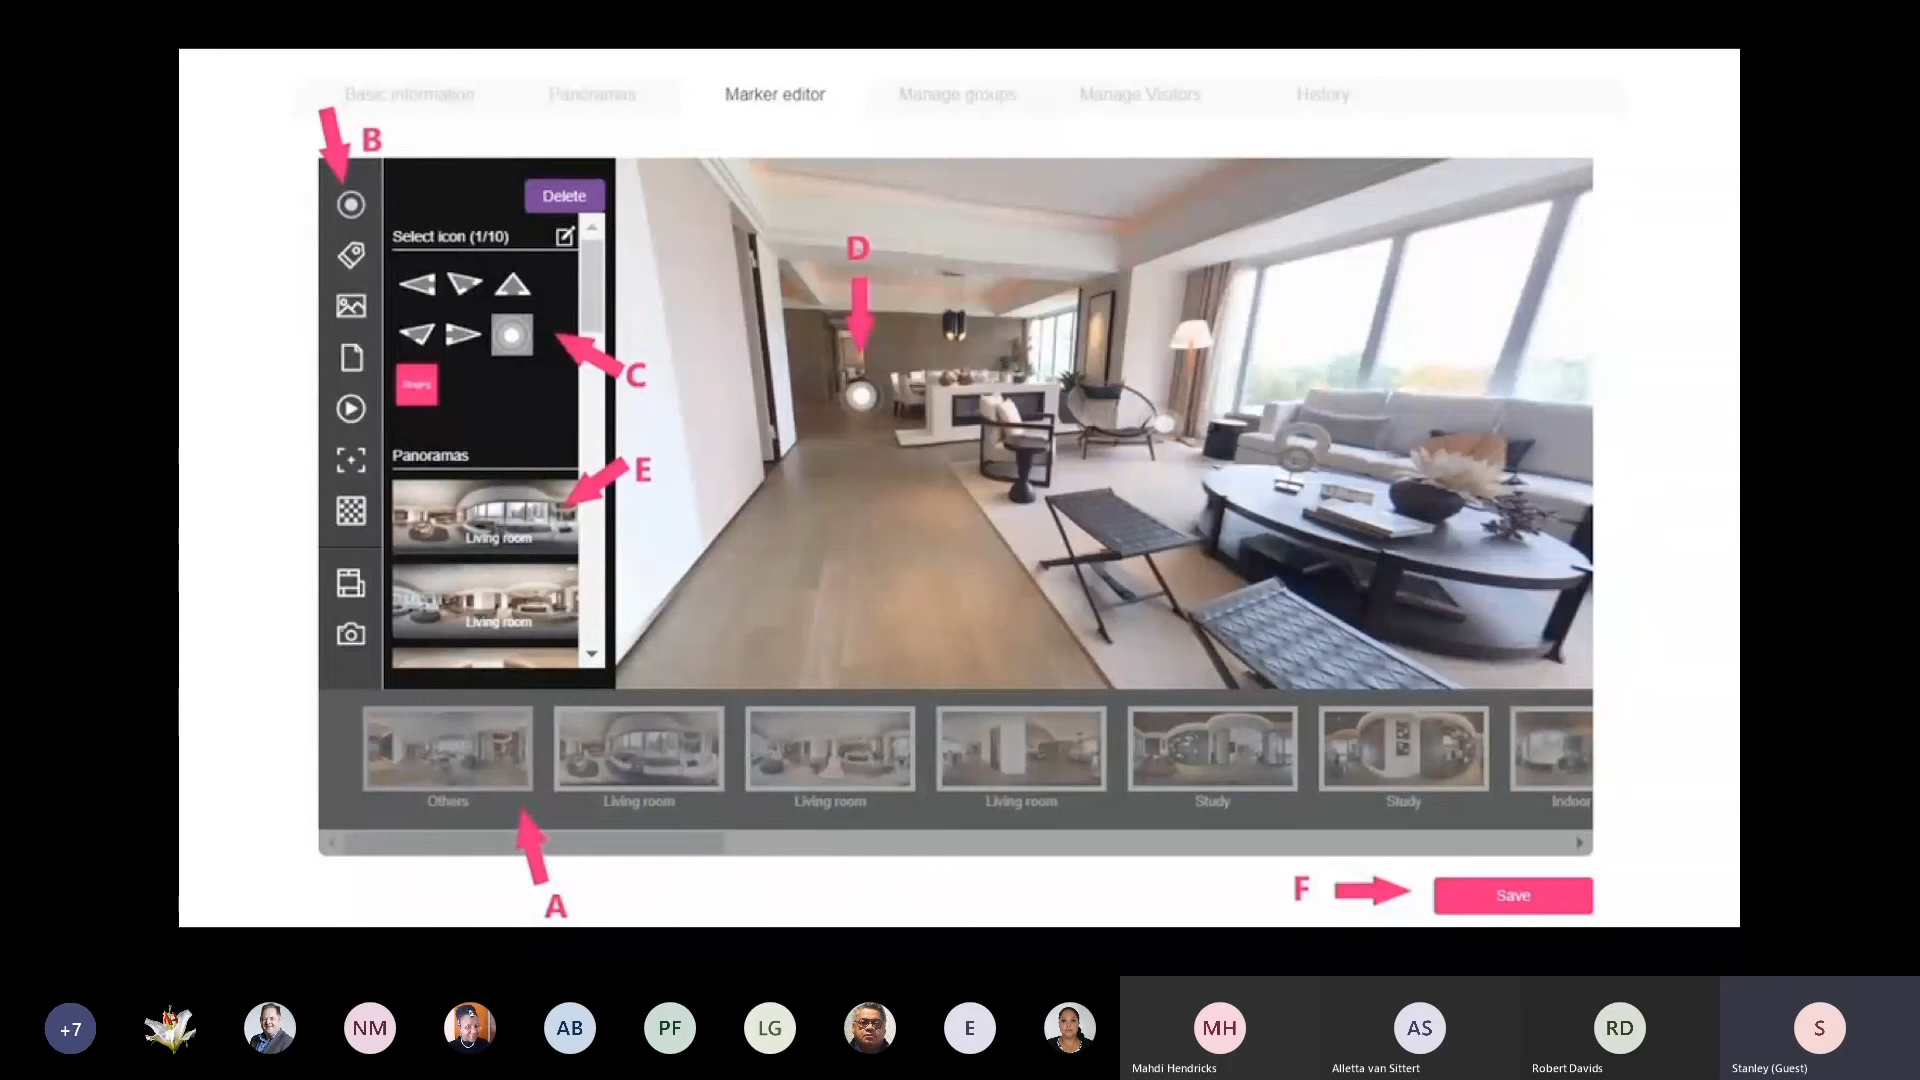 Basic information
Panoramas
Marker editor
Manage groups
Manage Visitors
History
B
Delete
Select icon (1/10)
D
C
Panoramas
E
Living room
Living room
Others
Living room
Living room
Living room
Study
Study
Indoor
A
F
Save
+7
NM
AB
PF
LG
E
MH
AS
RD
S
Mahdi Hendricks
Alletta van Sittert
Robert Davids
Stanley (Guest)